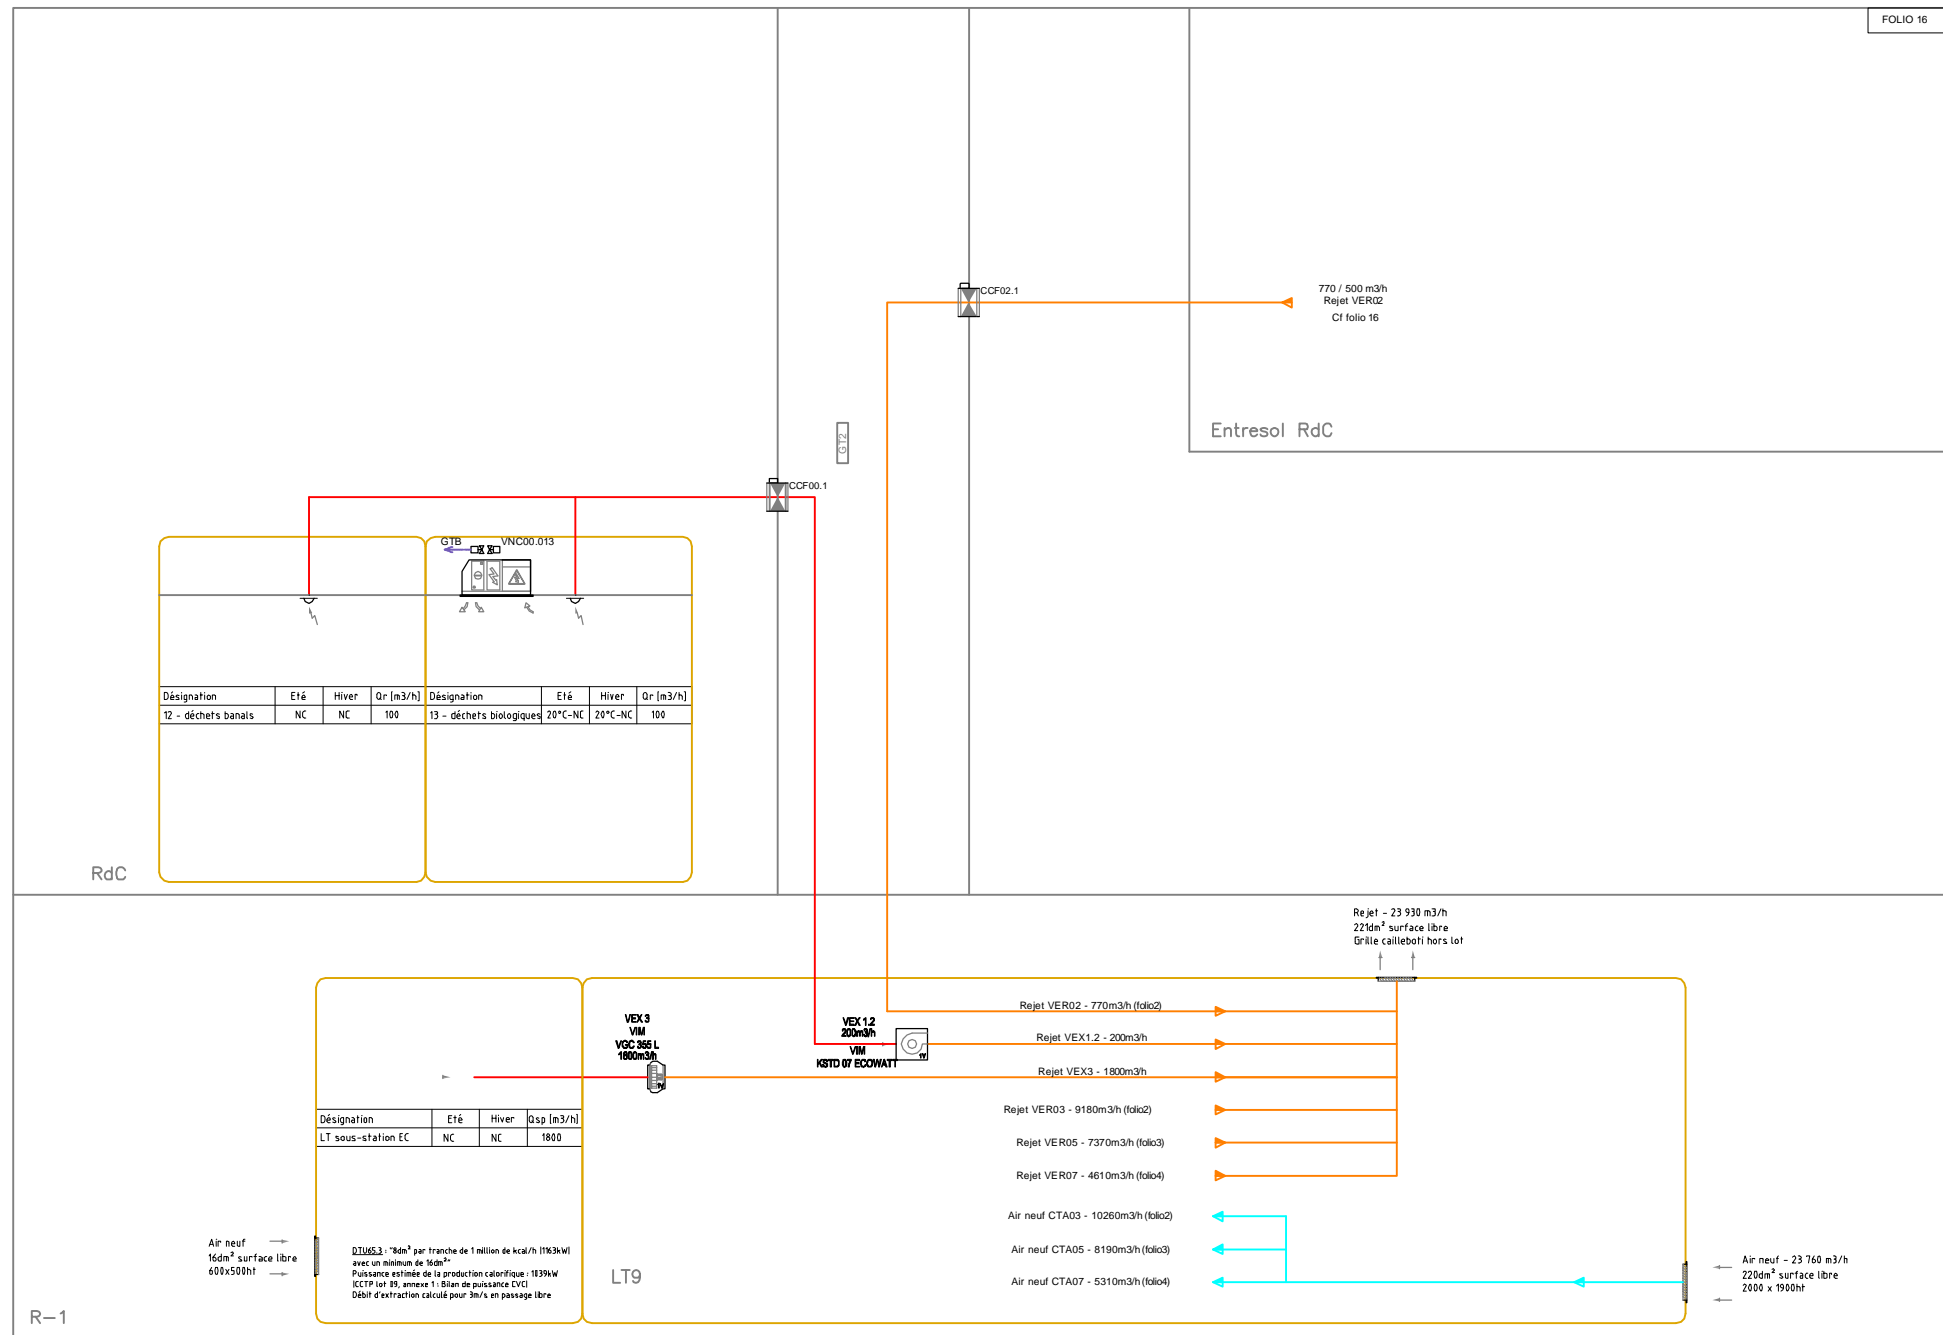 FOLIO 16
CCF02.1
770 / 500 m3/h
Rejet VER02
Cf folio 16
Entresol RdC
GT2
CCF00.1
GTB
VNC00.013
Désignation Eté Hiver Qr [m3/h] Désignation Eté Hiver Qr [m3/h]
12 - déchets banals NC NC 100 13 - déchets biologiques 20°C-NC 20°C-NC 100
RdC
Rejet - 23 930 m3/h
221dm² surface libre
Grille cailleboti hors lot
VEX 3
VIM
VGC 355 L
1800m3/h
1V
VEX 1.2
200m3/h
VIM
KSTD 07 ECOWATT
1V
Rejet VER02 - 770m3/h (folio2)
Rejet VEX1.2 - 200m3/h
Rejet VEX3 - 1800m3/h
Rejet VER03 - 9180m3/h (folio2)
Rejet VER05 - 7370m3/h (folio3)
Rejet VER07 - 4610m3/h (folio4)
Désignation Eté Hiver Qsp [m3/h]
LT sous-station EC NC NC 1800
Air neuf CTA03 - 10260m3/h (folio2)
Air neuf CTA05 - 8190m3/h (folio3)
Air neuf CTA07 - 5310m3/h (folio4)
Air neuf
16dm² surface libre
600x500ht
DTU65.3 : "8dm² par tranche de 1 million de kcal/h (1163kW)
avec un minimum de 16dm²"
Puissance estimée de la production calorifique : 1839kW
(CCTP lot 09, annexe 1 : Bilan de puissance CVC)
Débit d'extraction calculé pour 3m/s en passage libre
LT9
Air neuf - 23 760 m3/h
220dm² surface libre
2000 x 1900ht
R-1